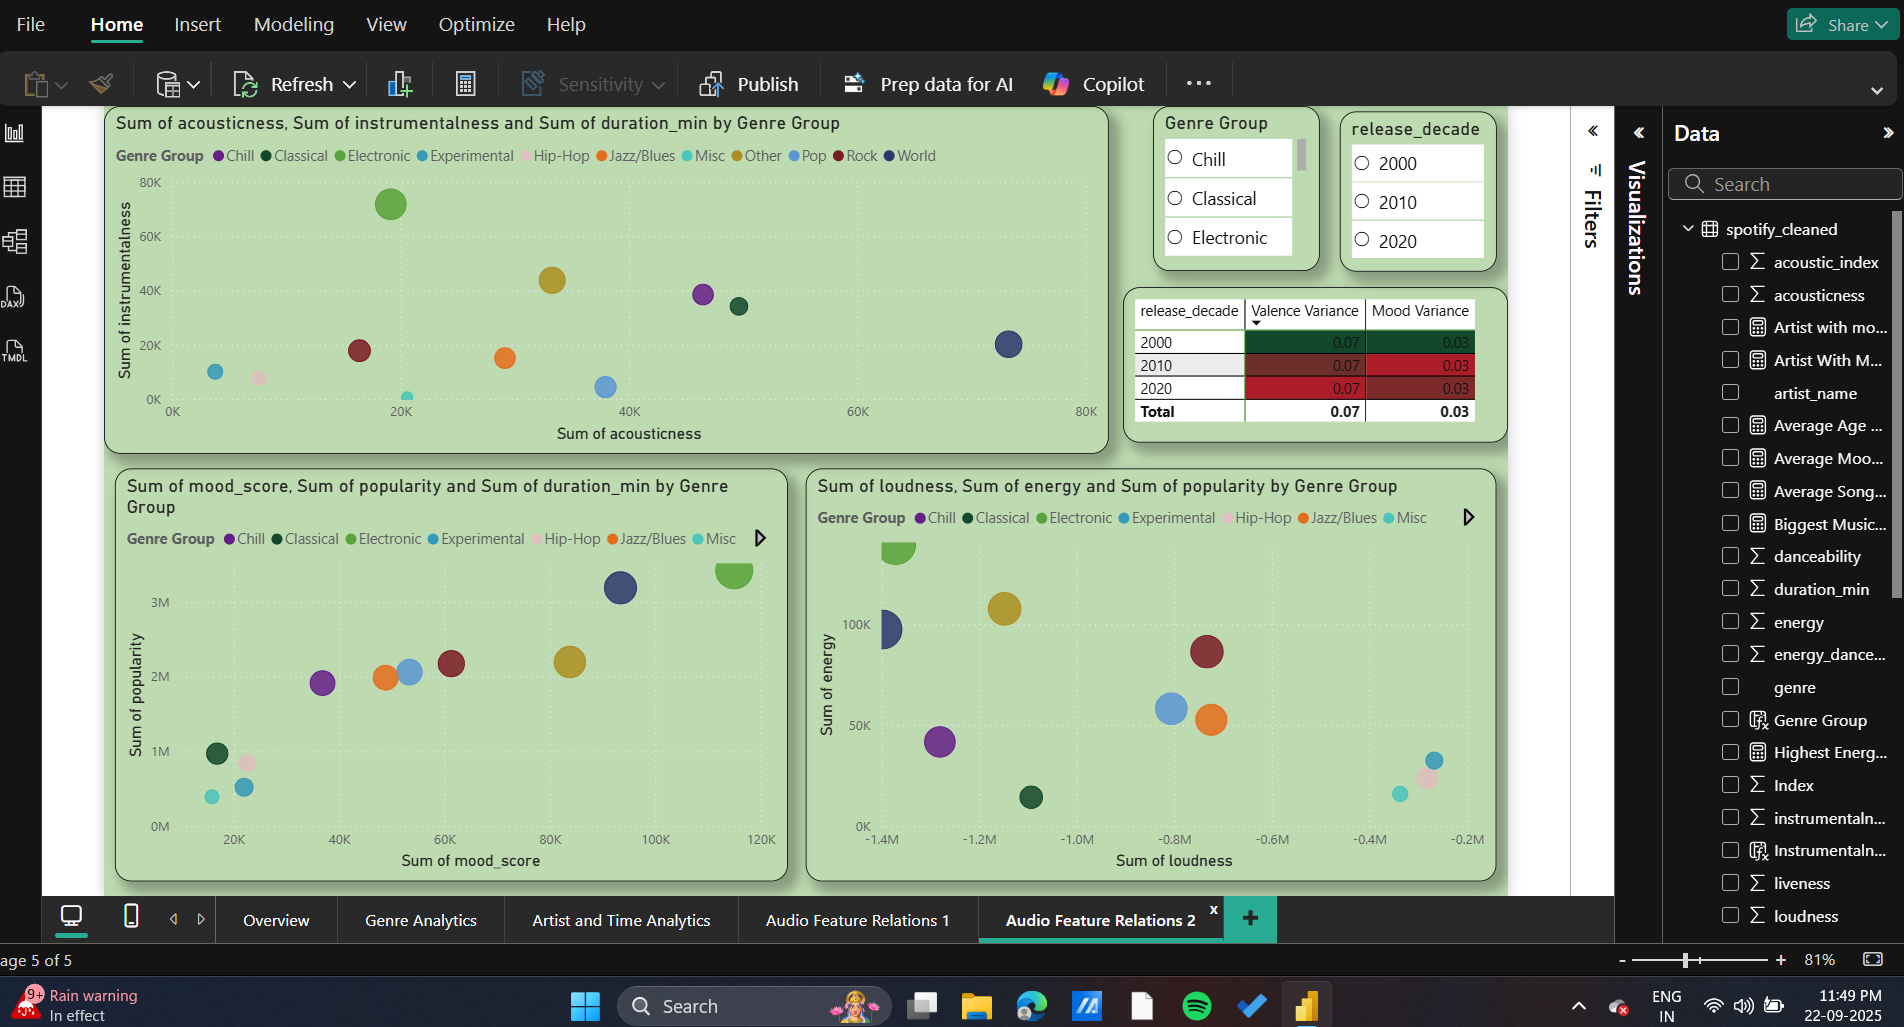 File Home Insert Modeling View Optimize Help Share
Refresh Sensitivity Publish Prep data for AI Copilot
Sum of acousticness, Sum of instrumentalness and Sum of duration_min by Genre Group
Genre Group Chill Classical Electronic Experimental Hip-Hop Jazz/Blues Misc Other Pop Rock World
Sum of instrumentalness
80K
60K
40K
20K
0K
0K 20K 40K 60K 80K
Sum of acousticness
Genre Group
Chill
Classical
Electronic
release_decade
2000
2010
2020
release_decade Valence Variance Mood Variance
2000 0.07 0.03
2010 0.07 0.03
2020 0.07 0.03
Total 0.07 0.03
Sum of mood_score, Sum of popularity and Sum of duration_min by Genre
Group
Genre Group Chill Classical Electronic Experimental Hip-Hop Jazz/Blues Misc
Sum of popularity
3M
2M
1M
0M
20K 40K 60K 80K 100K 120K
Sum of mood_score
Sum of loudness, Sum of energy and Sum of popularity by Genre Group
Genre Group Chill Classical Electronic Experimental Hip-Hop Jazz/Blues Misc
Sum of energy
100K
50K
0K
-1.4M -1.2M -1.0M -0.8M -0.6M -0.4M -0.2M
Sum of loudness
Filters
Visualizations
Data
Search
spotify_cleaned
acoustic_index
acousticness
Artist with mo...
Artist With M...
artist_name
Average Age ...
Average Moo...
Average Song...
Biggest Music...
danceability
duration_min
energy
energy_dance...
genre
Genre Group
Highest Energ...
Index
instrumentaln...
Instrumentaln...
liveness
loudness
DAX
TMDL
Overview Genre Analytics Artist and Time Analytics Audio Feature Relations 1 Audio Feature Relations 2 x +
age 5 of 5
- + 81%
9+ Rain warning
In effect
Search
ENG
IN
11:49 PM
22-09-2025